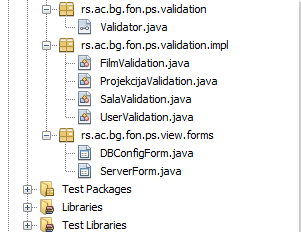 rs.ac.bg.fon.ps.validation
Validator.java
rs.ac.bg.fon.ps.validation.impl
FilmValidation.java
ProjekcijaValidation.java
SalaValidation.java
UserValidation.java
rs.ac.bg.fon.ps.view.forms
DBConfigForm.java
ServerForm.java
Test Packages
Libraries
Test Libraries